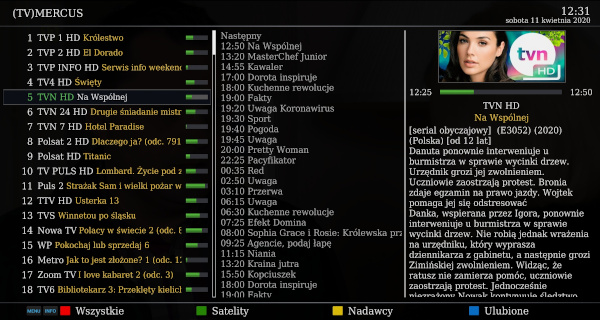 (TV)MERCUS
12:31
sobota 11 kwietnia 2020
1 TVP 1 HD Królestwo
2 TVP 2 HD El Dorado
3 TVP INFO HD Serwis info weekend
4 TV4 HD Święty
5 TVN HD Na Wspólnej
6 TVN 24 HD Drugie śniadanie mistr
7 TVN 7 HD Hotel Paradise
8 Polsat 2 HD Dlaczego ja? (odc. 791
9 Polsat HD Titanic
10 TV PULS HD Lombard. Życie pod z
11 Puls 2 Strażak Sam i wielki pożar w
12 TTV HD Usterka 13
13 TVS Winnetou po śląsku
14 Nowa TV Polacy w świecie 2 (odc. 8
15 WP Pokochaj lub sprzedaj 6
16 Metro Jak to jest złożone? 1 (odc. 12
17 Zoom TV I love kabaret 2 (odc. 3)
18 TV6 Bibliotekarz 3: Przeklęty kielich
Następny
12:50 Na Wspólnej
13:20 MasterChef Junior
14:55 Kawaler
17:00 Dorota inspiruje
18:00 Kuchenne rewolucje
19:00 Fakty
19:20 Uwaga Koronawirus
19:30 Sport
19:40 Pogoda
19:45 Uwaga
20:00 Pretty Woman
22:25 Pacyfikator
00:35 Red
02:50 Uwaga
03:10 Przerwa
06:15 Uwaga
06:30 Kuchenne rewolucje
07:25 Efekt Domina
08:00 Sophia Grace i Rosie: Królewska prz
09:25 Agencie, podaj łapę
11:15 Niania
13:20 Kraina jutra
15:50 Kopciuszek
18:00 Dorota inspiruje
19:00 Fakty
tvn
HD
12:25 12:50
TVN HD
Na Wspólnej
[serial obyczajowy] (E3052) (2020)
(Polska) [od 12 lat]
Danuta ponownie interweniuje u
burmistrza w sprawie wycinki drzew.
Urzędnik grozi jej zwolnieniem.
Uczniowie zaostrzają protest. Bronia
zdaje egzamin na prawo jazdy. Wojtek
pomaga jej się odstresować
Danka, wspierana przez Igora, ponownie
interweniuje u burmistrza w sprawie
wycinki drzew. Nie robią jednak wrażenia
na urzędniku, który wyprasza
dziennikarza z gabinetu, a następnie grozi
Zimińskiej zwolnieniem. Widząc, że
ratusz nie zamierza pomóc, uczniowie
zaostrzają protest. Jednocześnie
nieznośny Nowak kontynuuje śledztwo
MENU INFO Wszystkie Satelity Nadawcy Ulubione